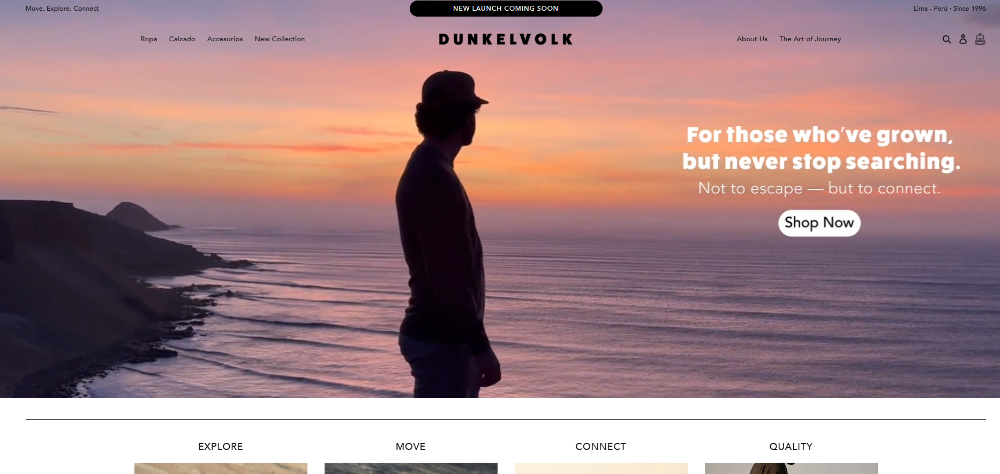 Move. Explore. Connect
NEW LAUNCH COMING SOON
Lima - Perú · Since 1996
Ropa
Calzado
Accesorios
New Collection
DUNKELVOLK
About Us
The Art of Journey
For those who've grown,
but never stop searching.
Not to escape — but to connect.
Shop Now
EXPLORE
MOVE
CONNECT
QUALITY